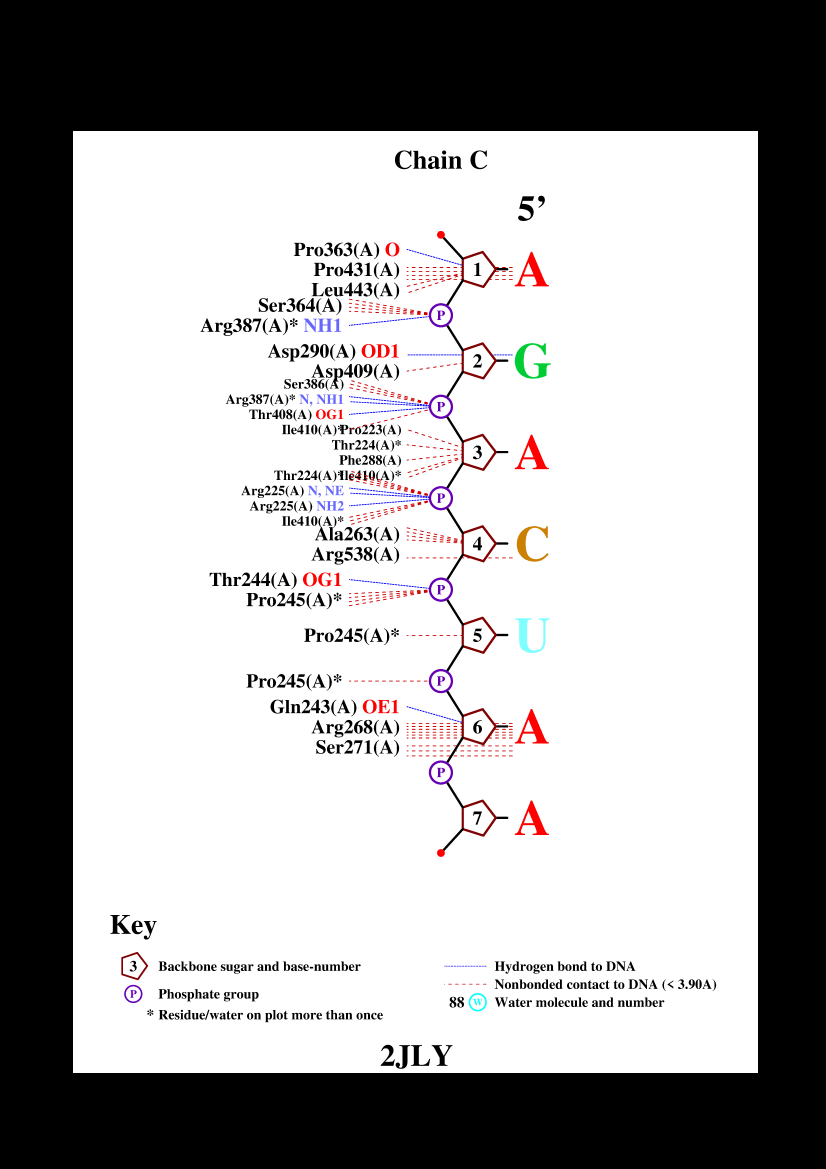 Chain C
5’
Pro363(A) O
Pro431(A)
1 A
Leu443(A)
Ser364(A)
P
Arg387(A)* NH1
Asp290(A) OD1
2 G
Asp409(A)
Ser386(A)
Arg387(A)* N, NH1
P
Thr408(A) OG1
Ile410(A)*
Pro223(A)
Thr224(A)*
3 A
Phe288(A)
Ile410(A)*
Thr224(A)*
Arg225(A) N, NE
P
Arg225(A) NH2
Ile410(A)*
Ala263(A)
4 C
Arg538(A)
Thr244(A) OG1
P
Pro245(A)*
Pro245(A)*
5 U
Pro245(A)*
P
Gln243(A) OE1
Arg268(A)
6 A
Ser271(A)
P
7 A
Key
3 Backbone sugar and base-number
P Phosphate group
* Residue/water on plot more than once
Hydrogen bond to DNA
Nonbonded contact to DNA (< 3.90A)
88 W Water molecule and number
2JLY